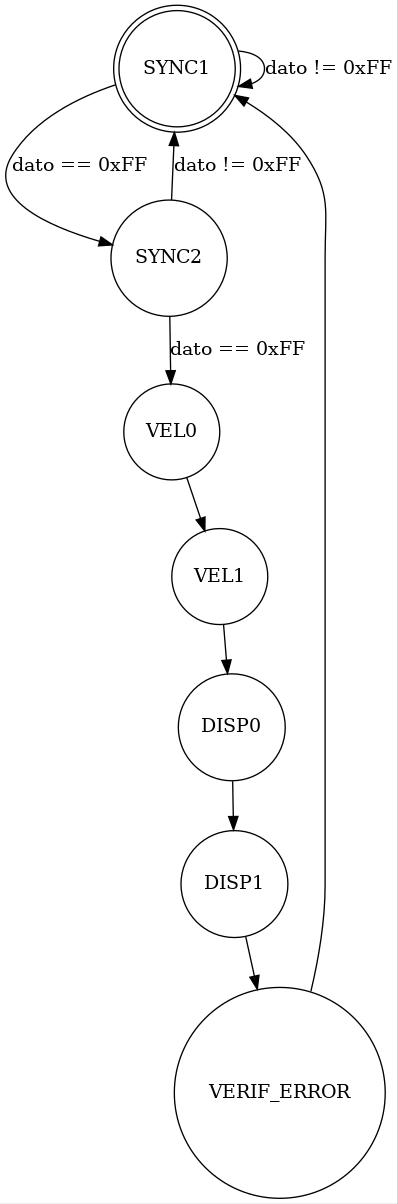 SYNC1
dato != 0xFF
dato == 0xFF
dato != 0xFF
SYNC2
dato == 0xFF
VEL0
VEL1
DISP0
DISP1
VERIF_ERROR